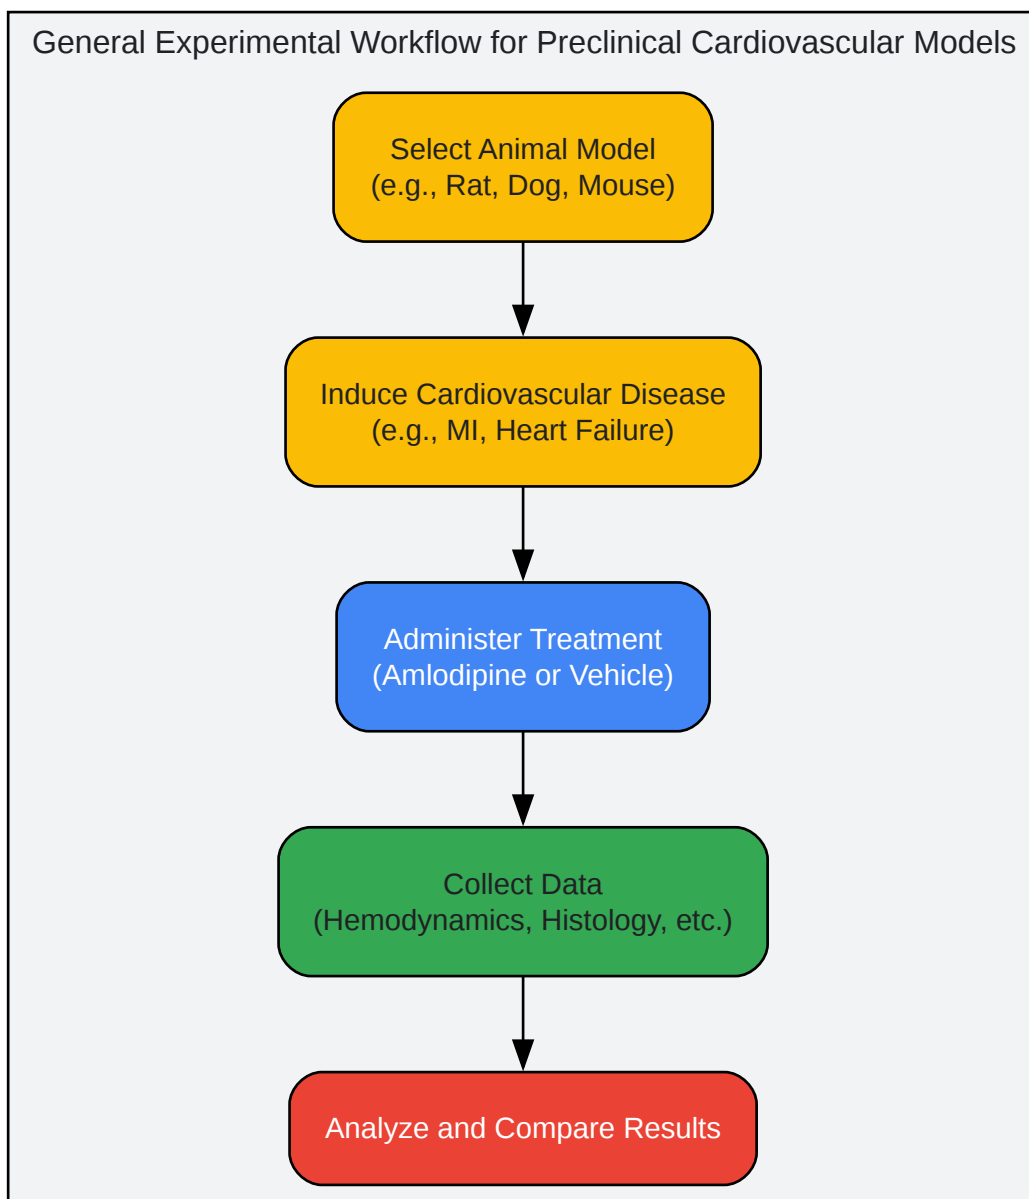 General Experimental Workflow for Preclinical Cardiovascular Models
Select Animal Model
(e.g., Rat, Dog, Mouse)
Induce Cardiovascular Disease
(e.g., MI, Heart Failure)
Administer Treatment
(Amlodipine or Vehicle)
Collect Data
(Hemodynamics, Histology, etc.)
Analyze and Compare Results